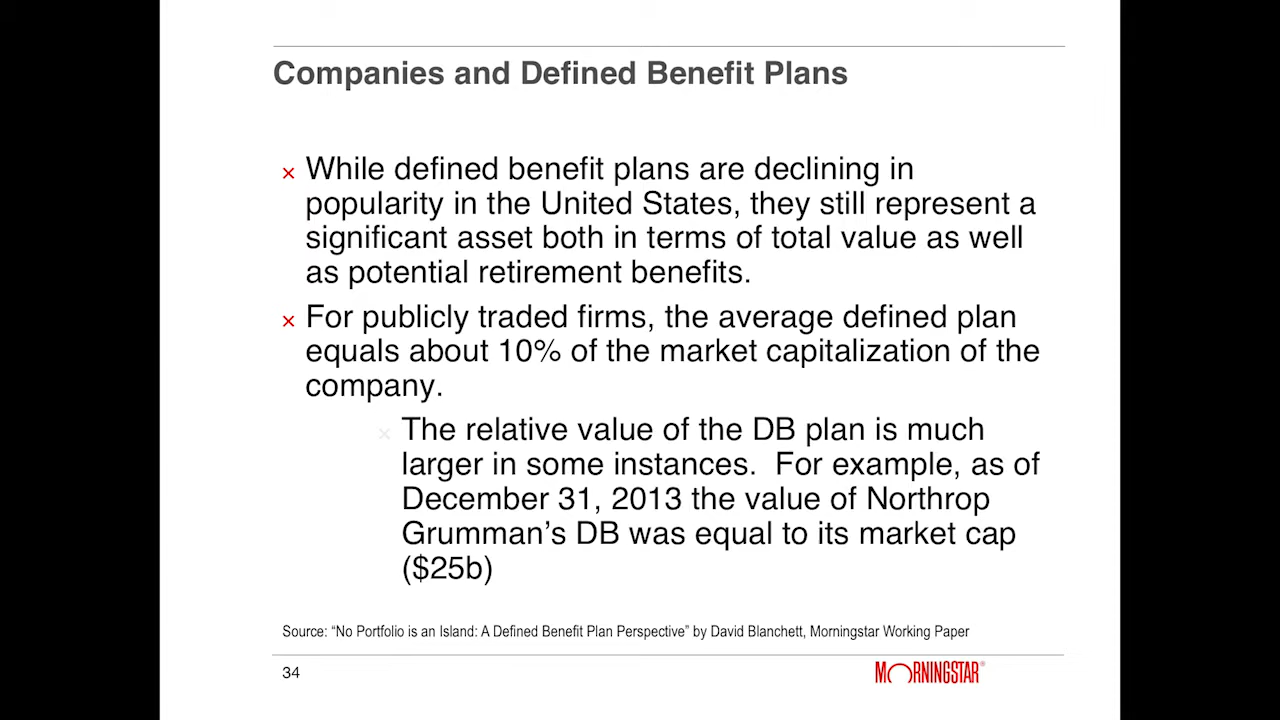 Companies and Defined Benefit Plans
× While defined benefit plans are declining in
popularity in the United States, they still represent a
significant asset both in terms of total value as well
as potential retirement benefits.
× For publicly traded firms, the average defined plan
equals about 10% of the market capitalization of the
company.
× The relative value of the DB plan is much
larger in some instances.  For example, as of
December 31, 2013 the value of Northrop
Grumman’s DB was equal to its market cap
($25b)
Source: “No Portfolio is an Island: A Defined Benefit Plan Perspective” by David Blanchett, Morningstar Working Paper
34
MORNINGSTAR®